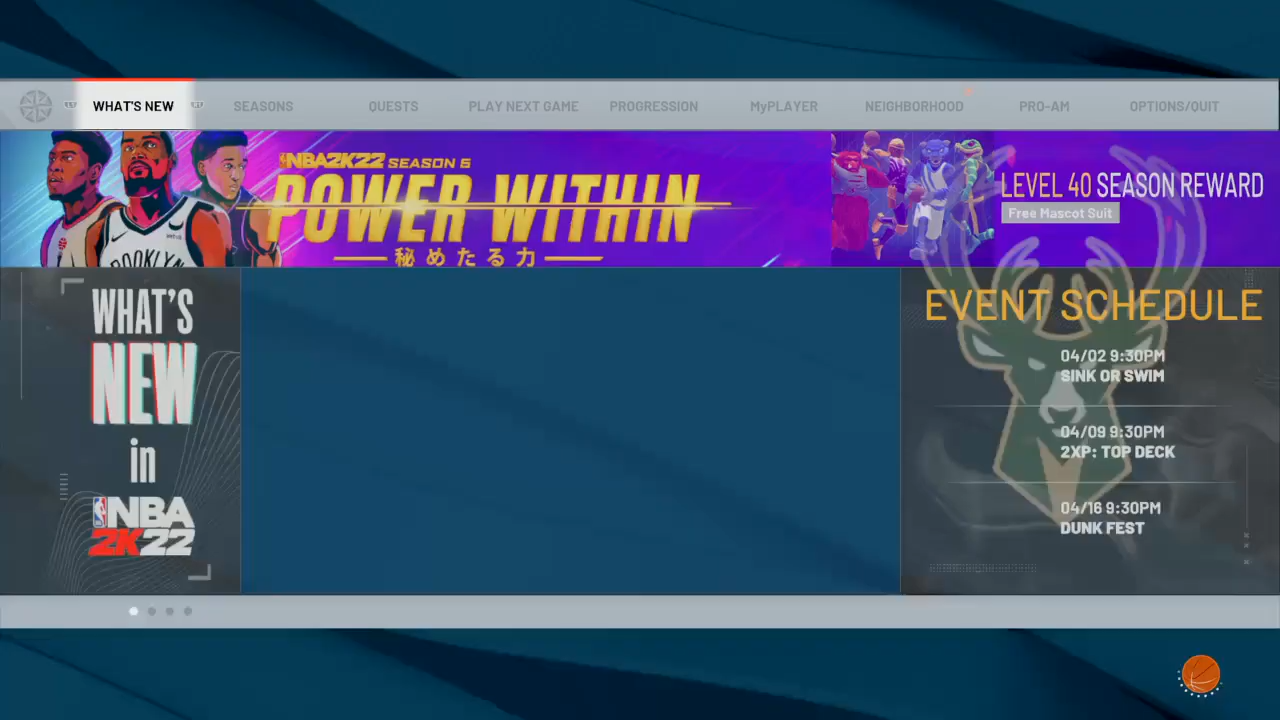 WHAT'S NEW
SEASONS
QUESTS
PLAY NEXT GAME
PROGRESSION
MyPLAYER
NEIGHBORHOOD
PRO-AM
OPTIONS/QUIT
NBA2K22 SEASON 6
POWER WITHIN
秘めたる力
BROOKLYN
LEVEL 40 SEASON REWARD
Free Mascot Suit
WHAT'S
NEW
in
NBA
2K22
EVENT SCHEDULE
04/02 9:30PM
SINK OR SWIM
04/09 9:30PM
2XP: TOP DECK
04/16 9:30PM
DUNK FEST